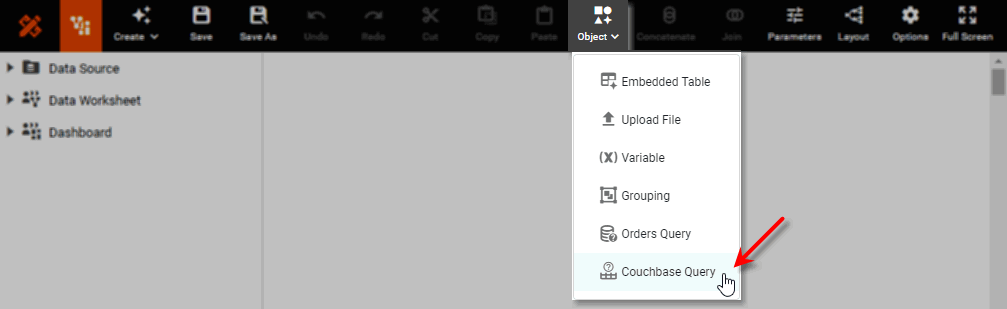 Create
Save
Save As
Undo
Redo
Cut
Copy
Paste
Object
Concatenate
Join
Parameters
Layout
Options
Full Screen
Data Source
Data Worksheet
Dashboard
Embedded Table
Upload File
(X) Variable
Grouping
Orders Query
Couchbase Query